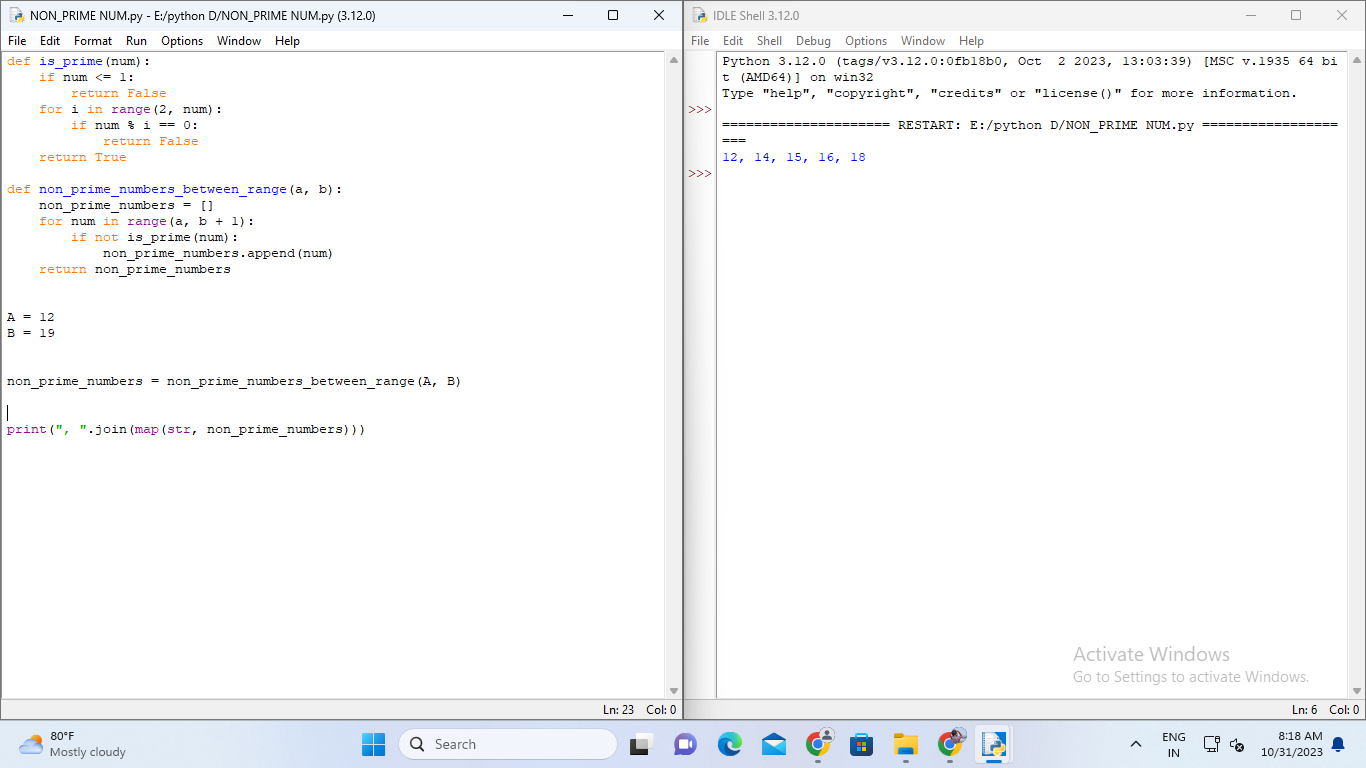 NON_PRIME NUM.py - E:/python D/NON_PRIME NUM.py (3.12.0)
File Edit Format Run Options Window Help
def is_prime(num):
    if num <= 1:
        return False
    for i in range(2, num):
        if num % i == 0:
            return False
    return True
def non_prime_numbers_between_range(a, b):
    non_prime_numbers = []
    for num in range(a, b + 1):
        if not is_prime(num):
            non_prime_numbers.append(num)
    return non_prime_numbers
A = 12
B = 19
non_prime_numbers = non_prime_numbers_between_range(A, B)
print(", ".join(map(str, non_prime_numbers)))
Ln: 23 Col: 0
IDLE Shell 3.12.0
File Edit Shell Debug Options Window Help
Python 3.12.0 (tags/v3.12.0:0fb18b0, Oct  2 2023, 13:03:39) [MSC v.1935 64 bi
t (AMD64)] on win32
Type "help", "copyright", "credits" or "license()" for more information.
>>>
===================== RESTART: E:/python D/NON_PRIME NUM.py =================
===
12, 14, 15, 16, 18
>>>
Activate Windows
Go to Settings to activate Windows.
Ln: 6 Col: 0
80°F
Mostly cloudy
Search
ENG
IN
8:18 AM
10/31/2023